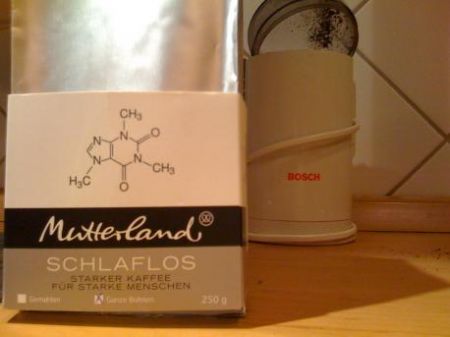 CH₃
N
N
O
N
N
H₃C
CH₃
O
BOSCH
Mutterland
SCHLAFLOS
STARKER KAFFEE
FÜR STARKE MENSCHEN
Gemahlen Ganze Bohnen 250 g